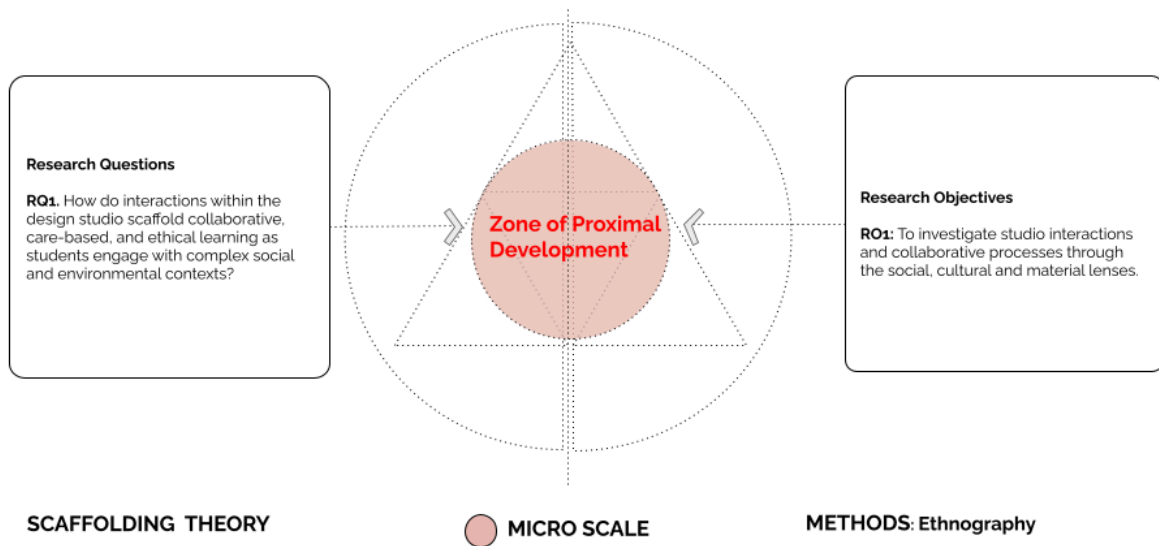 Research Questions
RQ1. How do interactions within the
design studio scaffold collaborative,
care-based, and ethical learning as
students engage with complex social
and environmental contexts?
Zone of Proximal
Development
Research Objectives
RO1: To investigate studio interactions
and collaborative processes through
the social, cultural and material lenses.
SCAFFOLDING THEORY
MICRO SCALE
METHODS: Ethnography